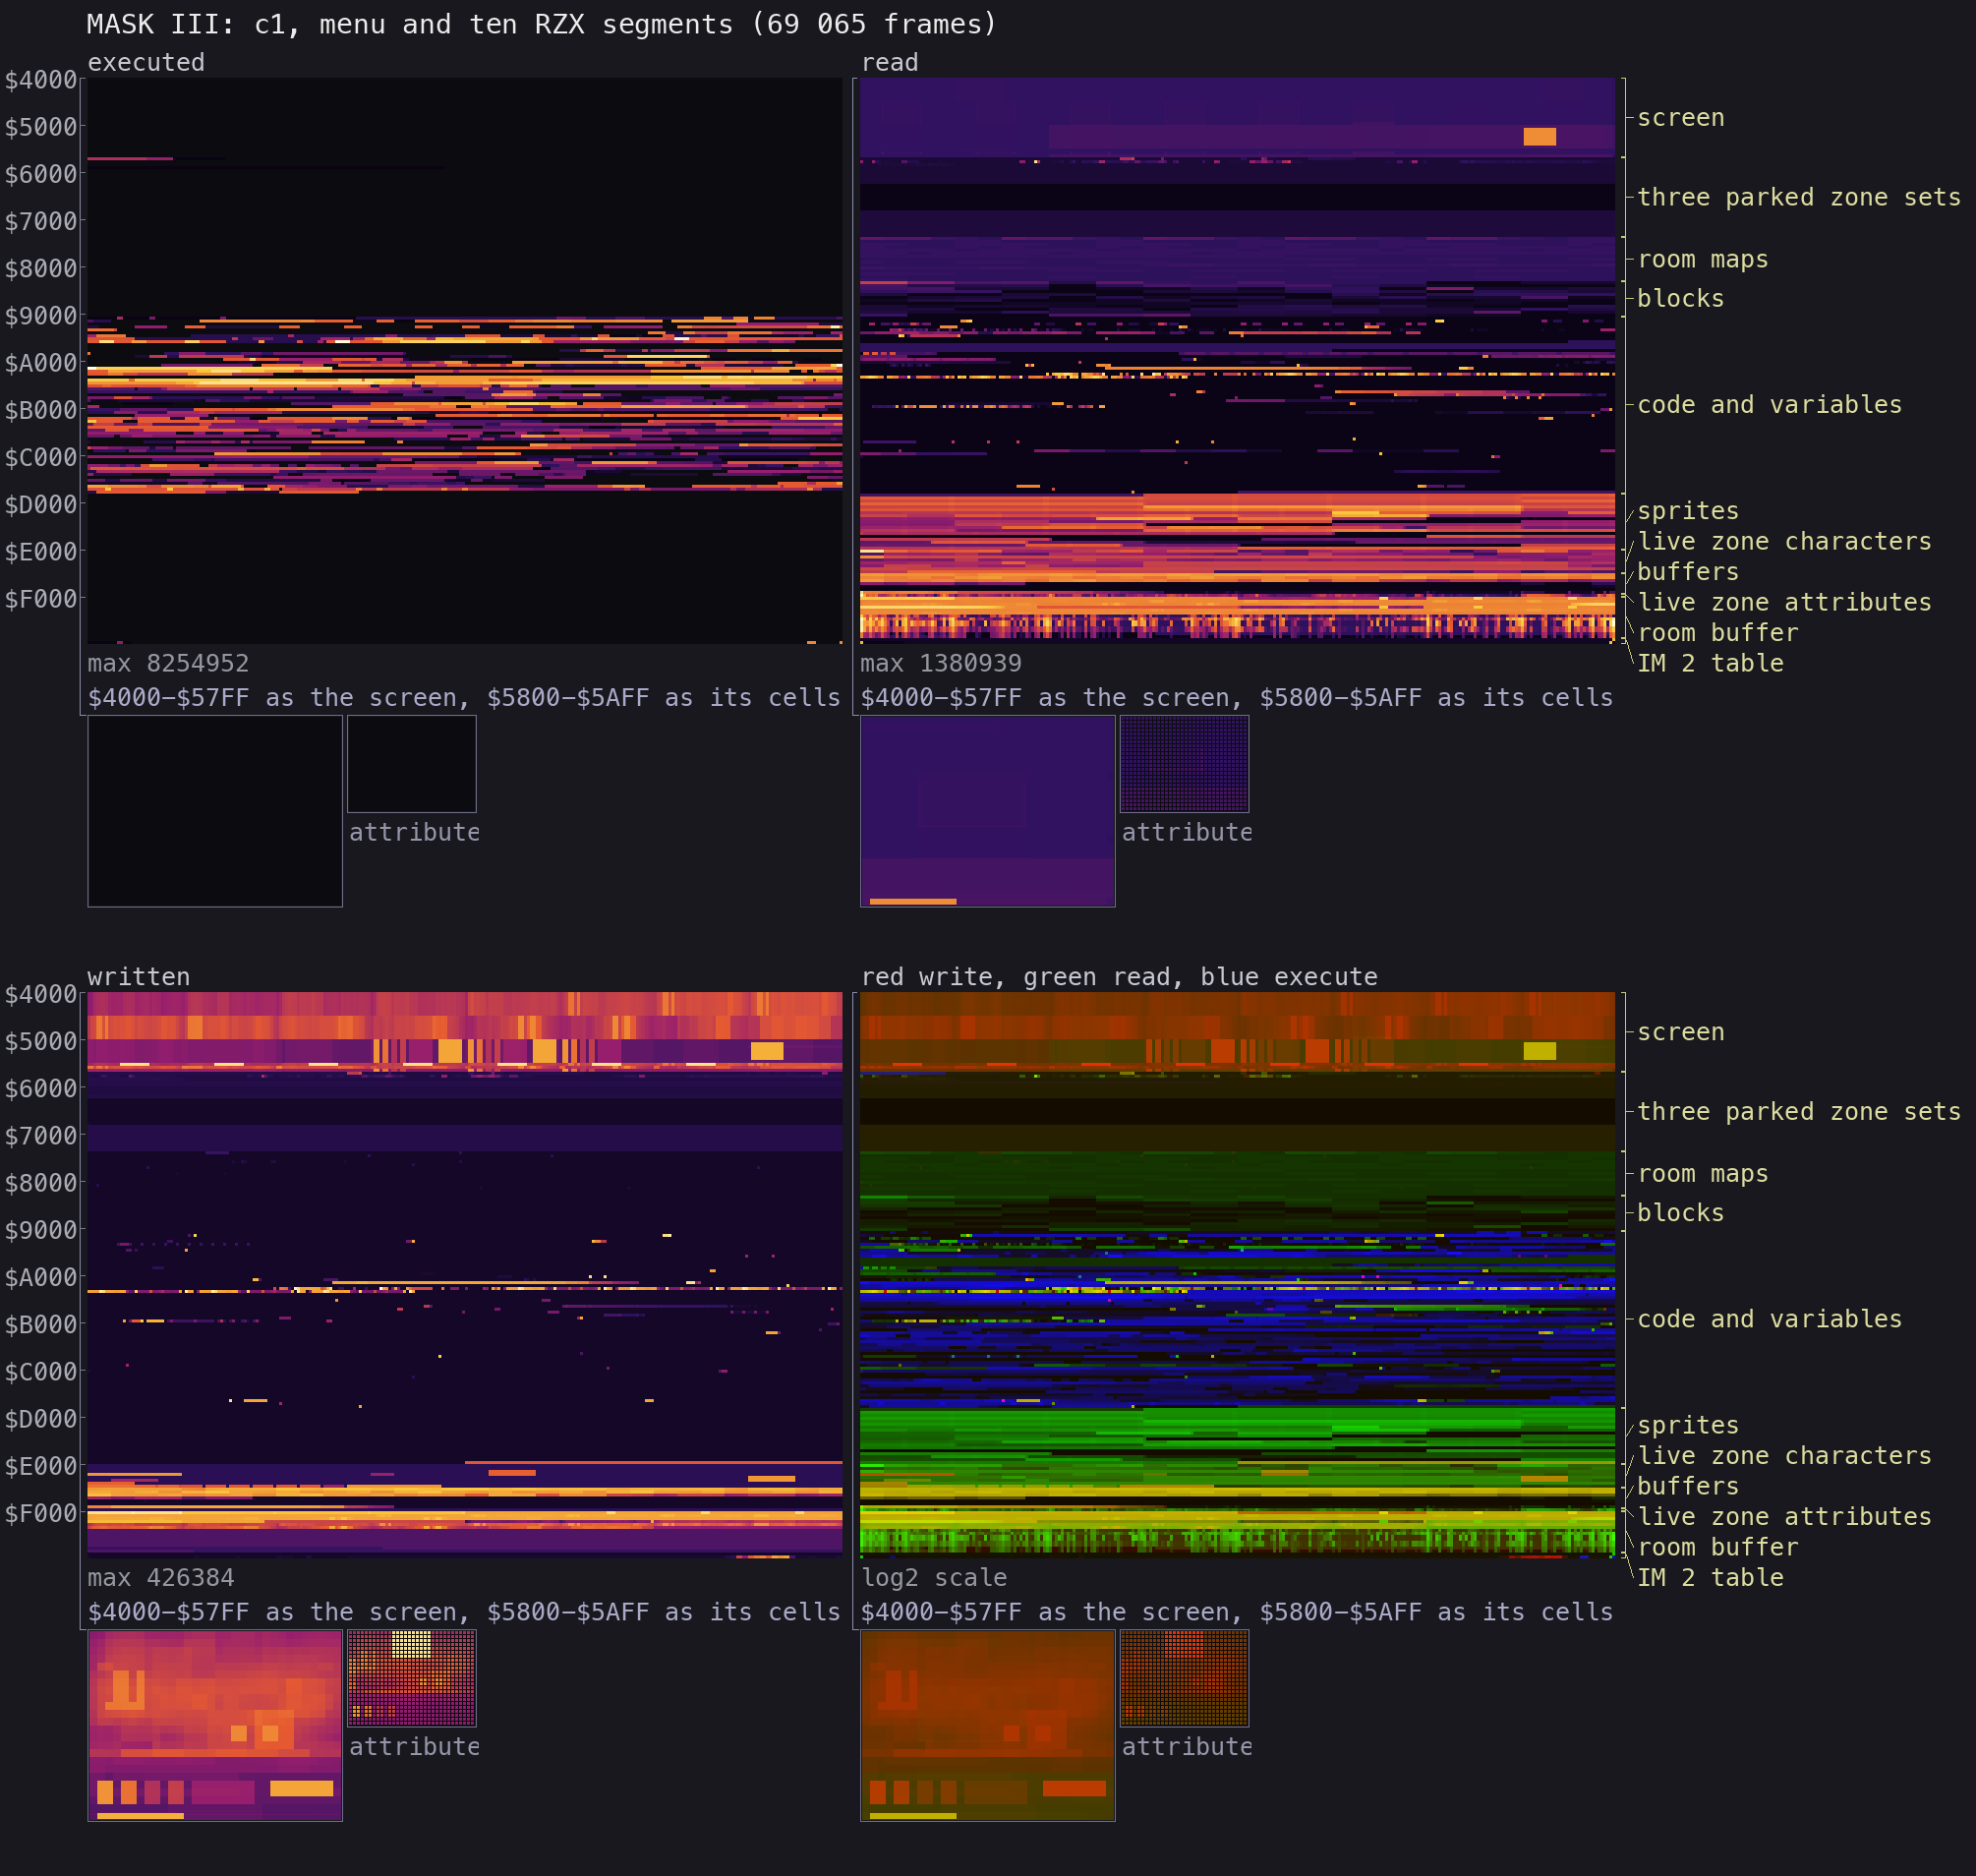 MASK III: c1, menu and ten RZX segments (69 065 frames)
executed
read
$4000
$5000
$6000
$7000
$8000
$9000
$A000
$B000
$C000
$D000
$E000
$F000
screen
three parked zone sets
room maps
blocks
code and variables
sprites
live zone characters
buffers
live zone attributes
room buffer
IM 2 table
max 8254952
max 1380939
$4000–$57FF as the screen, $5800–$5AFF as its cells
$4000–$57FF as the screen, $5800–$5AFF as its cells
attribute
attribute
written
red write, green read, blue execute
$4000
$5000
$6000
$7000
$8000
$9000
$A000
$B000
$C000
$D000
$E000
$F000
screen
three parked zone sets
room maps
blocks
code and variables
sprites
live zone characters
buffers
live zone attributes
room buffer
IM 2 table
max 426384
log2 scale
$4000–$57FF as the screen, $5800–$5AFF as its cells
$4000–$57FF as the screen, $5800–$5AFF as its cells
attribute
attribute